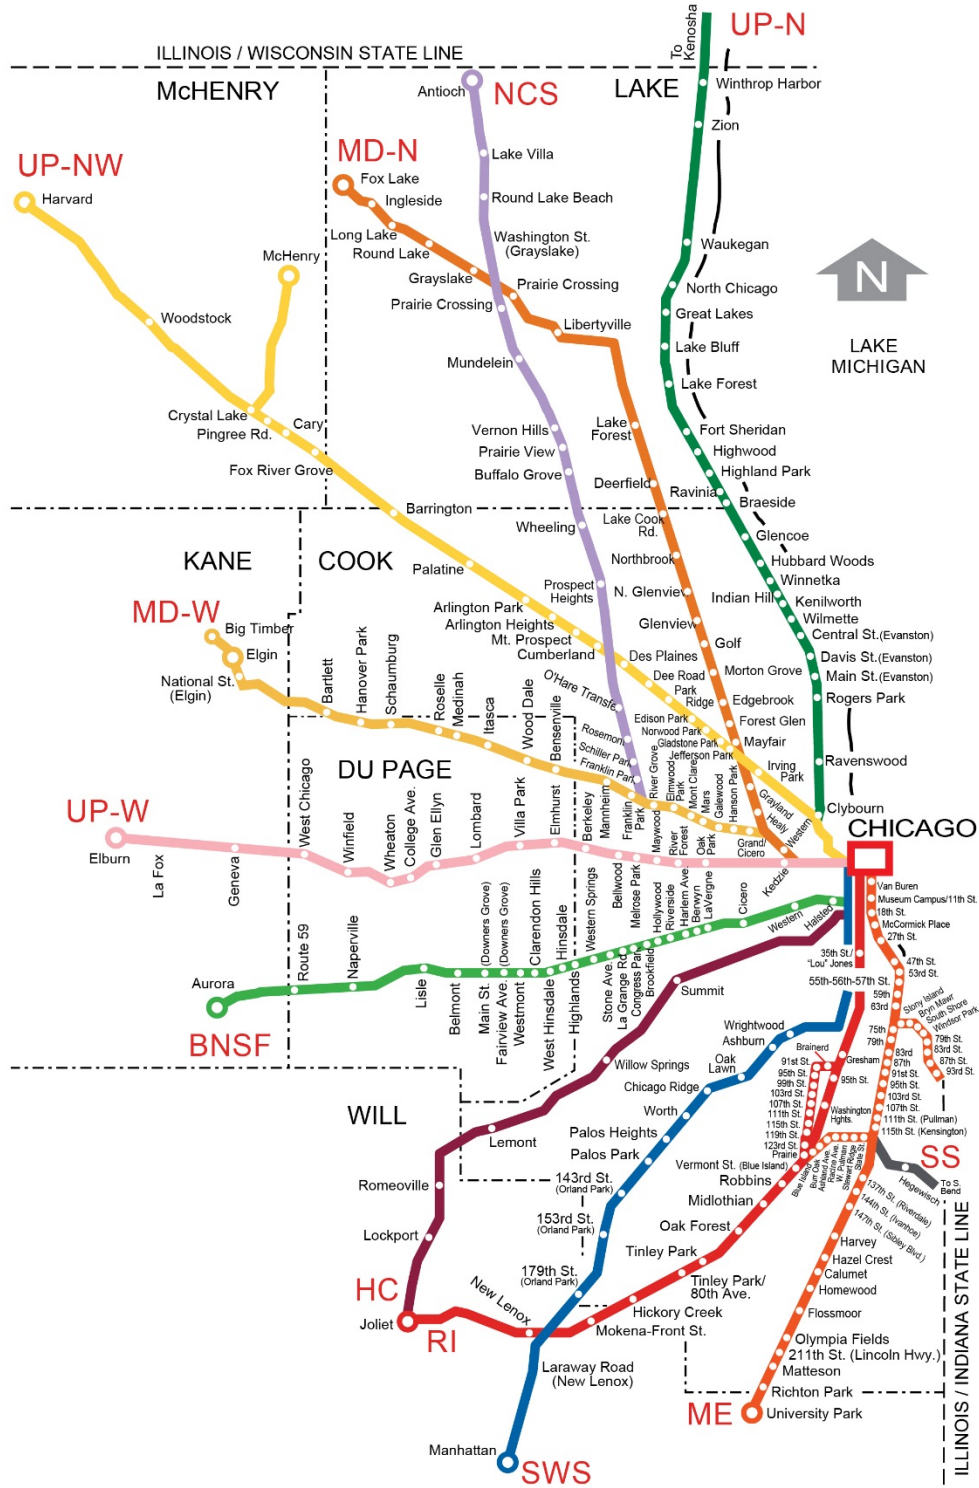 UP-N
To
Kenosha
ILLINOIS / WISCONSIN STATE LINE
McHENRY
LAKE
NCS
Antioch
Winthrop Harbor
Zion
UP-NW
MD-N
Harvard
Fox Lake
Ingleside
Long Lake
Round Lake
Grayslake
Lake Villa
Round Lake Beach
Washington St.
(Grayslake)
Prairie Crossing
Prairie Crossing
Libertyville
McHenry
Woodstock
Waukegan
North Chicago
Great Lakes
Lake Bluff
Lake Forest
N
LAKE
MICHIGAN
Mundelein
Crystal Lake
Pingree Rd.
Cary
Fox River Grove
Vernon Hills
Prairie View
Buffalo Grove
Lake
Forest
Fort Sheridan
Highwood
Highland Park
Deerfield
Ravinia
Braeside
Barrington
Wheeling
Lake Cook
Rd.
Glencoe
KANE
COOK
Palatine
Northbrook
Hubbard Woods
Winnetka
Prospect
Heights
N. Glenview
Indian Hill
Kenilworth
MD-W
Arlington Park
Arlington Heights
Mt. Prospect
Cumberland
Glenview
Wilmette
Central St. (Evanston)
Golf
Big Timber
Elgin
National St.
(Elgin)
Bartlett
Hanover Park
Schaumburg
Roselle
Medinah
Itasca
Wood Dale
Bensenville
O'Hare Transfer
Des Plaines
Dee Road
Park
Ridge
Morton Grove
Davis St. (Evanston)
Main St. (Evanston)
Rogers Park
Edgebrook
Edison Park
Norwood Park
Gladstone Park
Jefferson Park
Forest Glen
Mayfair
Rosemont
Schiller Park
Franklin Park
Irving
Park
Ravenswood
DU PAGE
Mannheim
Franklin
Park
River Grove
Elmwood
Park
Mont Clare
Mars
Galewood
Hanson Park
Grayland
Healy
Western
Clybourn
Grand/
Cicero
UP-W
Elburn
La Fox
Geneva
West Chicago
Winfield
Wheaton
College Ave.
Glen Ellyn
Lombard
Villa Park
Elmhurst
Berkeley
Bellwood
Melrose Park
Maywood
River
Forest
Oak
Park
Kedzie
CHICAGO
Van Buren
Museum Campus/11th St.
18th St.
McCormick Place
27th St.
Aurora
BNSF
Route 59
Naperville
Lisle
Belmont
Main St.
(Downers Grove)
Fairview Ave.
(Downers Grove)
Westmont
Clarendon Hills
West Hinsdale
Hinsdale
Highlands
Western Springs
Stone Ave.
La Grange Rd.
Congress Park
Brookfield
Hollywood
Riverside
Harlem Ave.
Berwyn
LaVergne
Cicero
Western
Halsted
35th St./
"Lou" Jones
47th St.
53rd St.
55th-56th-57th St.
59th
63rd
Stony Island
Bryn Mawr
South Shore
Windsor Park
79th St.
83rd St.
87th St.
93rd St.
75th
79th
83rd
87th
91st St.
95th St.
103rd St.
107th St.
111th St. (Pullman)
115th St. (Kensington)
Summit
Willow Springs
Lemont
Romeoville
Lockport
HC
Joliet
RI
WILL
Wrightwood
Ashburn
Oak
Lawn
Chicago Ridge
Worth
Palos Heights
Palos Park
143rd St.
(Orland Park)
153rd St.
(Orland Park)
179th St.
(Orland Park)
Brainerd
91st St.
95th St.
99th St.
103rd St.
107th St.
111th St.
115th St.
119th St.
123rd St.
Prairie
Gresham
95th St.
Washington
Hghts.
Vermont St. (Blue Island)
Robbins
Midlothian
Oak Forest
Tinley Park
Tinley Park/
80th Ave.
Hickory Creek
Mokena-Front St.
New Lenox
Laraway Road
(New Lenox)
Manhattan
SWS
Blue Island
Burr Oak
Ashland Ave.
Racine Ave.
W. Pullman
Stewart Ridge
State St.
SS
Hegewisch
To S.
Bend
137th St. (Riverdale)
144th St. (Ivanhoe)
147th St. (Sibley Blvd.)
Harvey
Hazel Crest
Calumet
Homewood
Flossmoor
Olympia Fields
211th St. (Lincoln Hwy.)
Matteson
Richton Park
University Park
ME
ILLINOIS / INDIANA STATE LINE